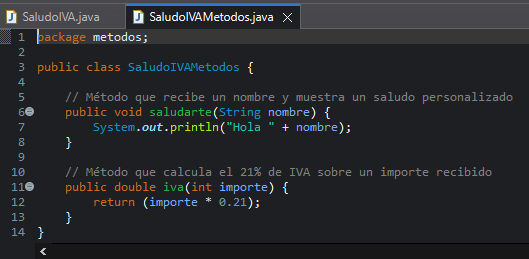 SaludoIVA.java SaludoIVAMetodos.java
1 package metodos;
2
3 public class SaludoIVAMetodos {
4
5 // Método que recibe un nombre y muestra un saludo personalizado
6 public void saludarte(String nombre) {
7 System.out.println("Hola " + nombre);
8 }
9
10 // Método que calcula el 21% de IVA sobre un importe recibido
11 public double iva(int importe) {
12 return (importe * 0.21);
13 }
14 }